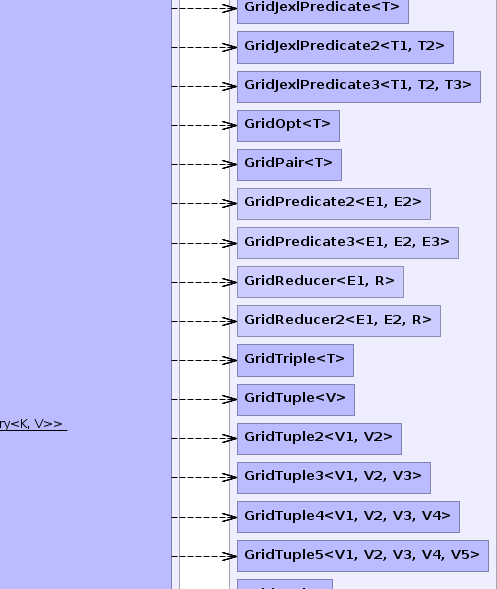 GridJexlPredicate<T>
GridJexlPredicate2<T1, T2>
GridJexlPredicate3<T1, T2, T3>
GridOpt<T>
GridPair<T>
GridPredicate2<E1, E2>
GridPredicate3<E1, E2, E3>
GridReducer<E1, R>
GridReducer2<E1, E2, R>
GridTriple<T>
GridTuple<V>
ry<K, V>>
GridTuple2<V1, V2>
GridTuple3<V1, V2, V3>
GridTuple4<V1, V2, V3, V4>
GridTuple5<V1, V2, V3, V4, V5>